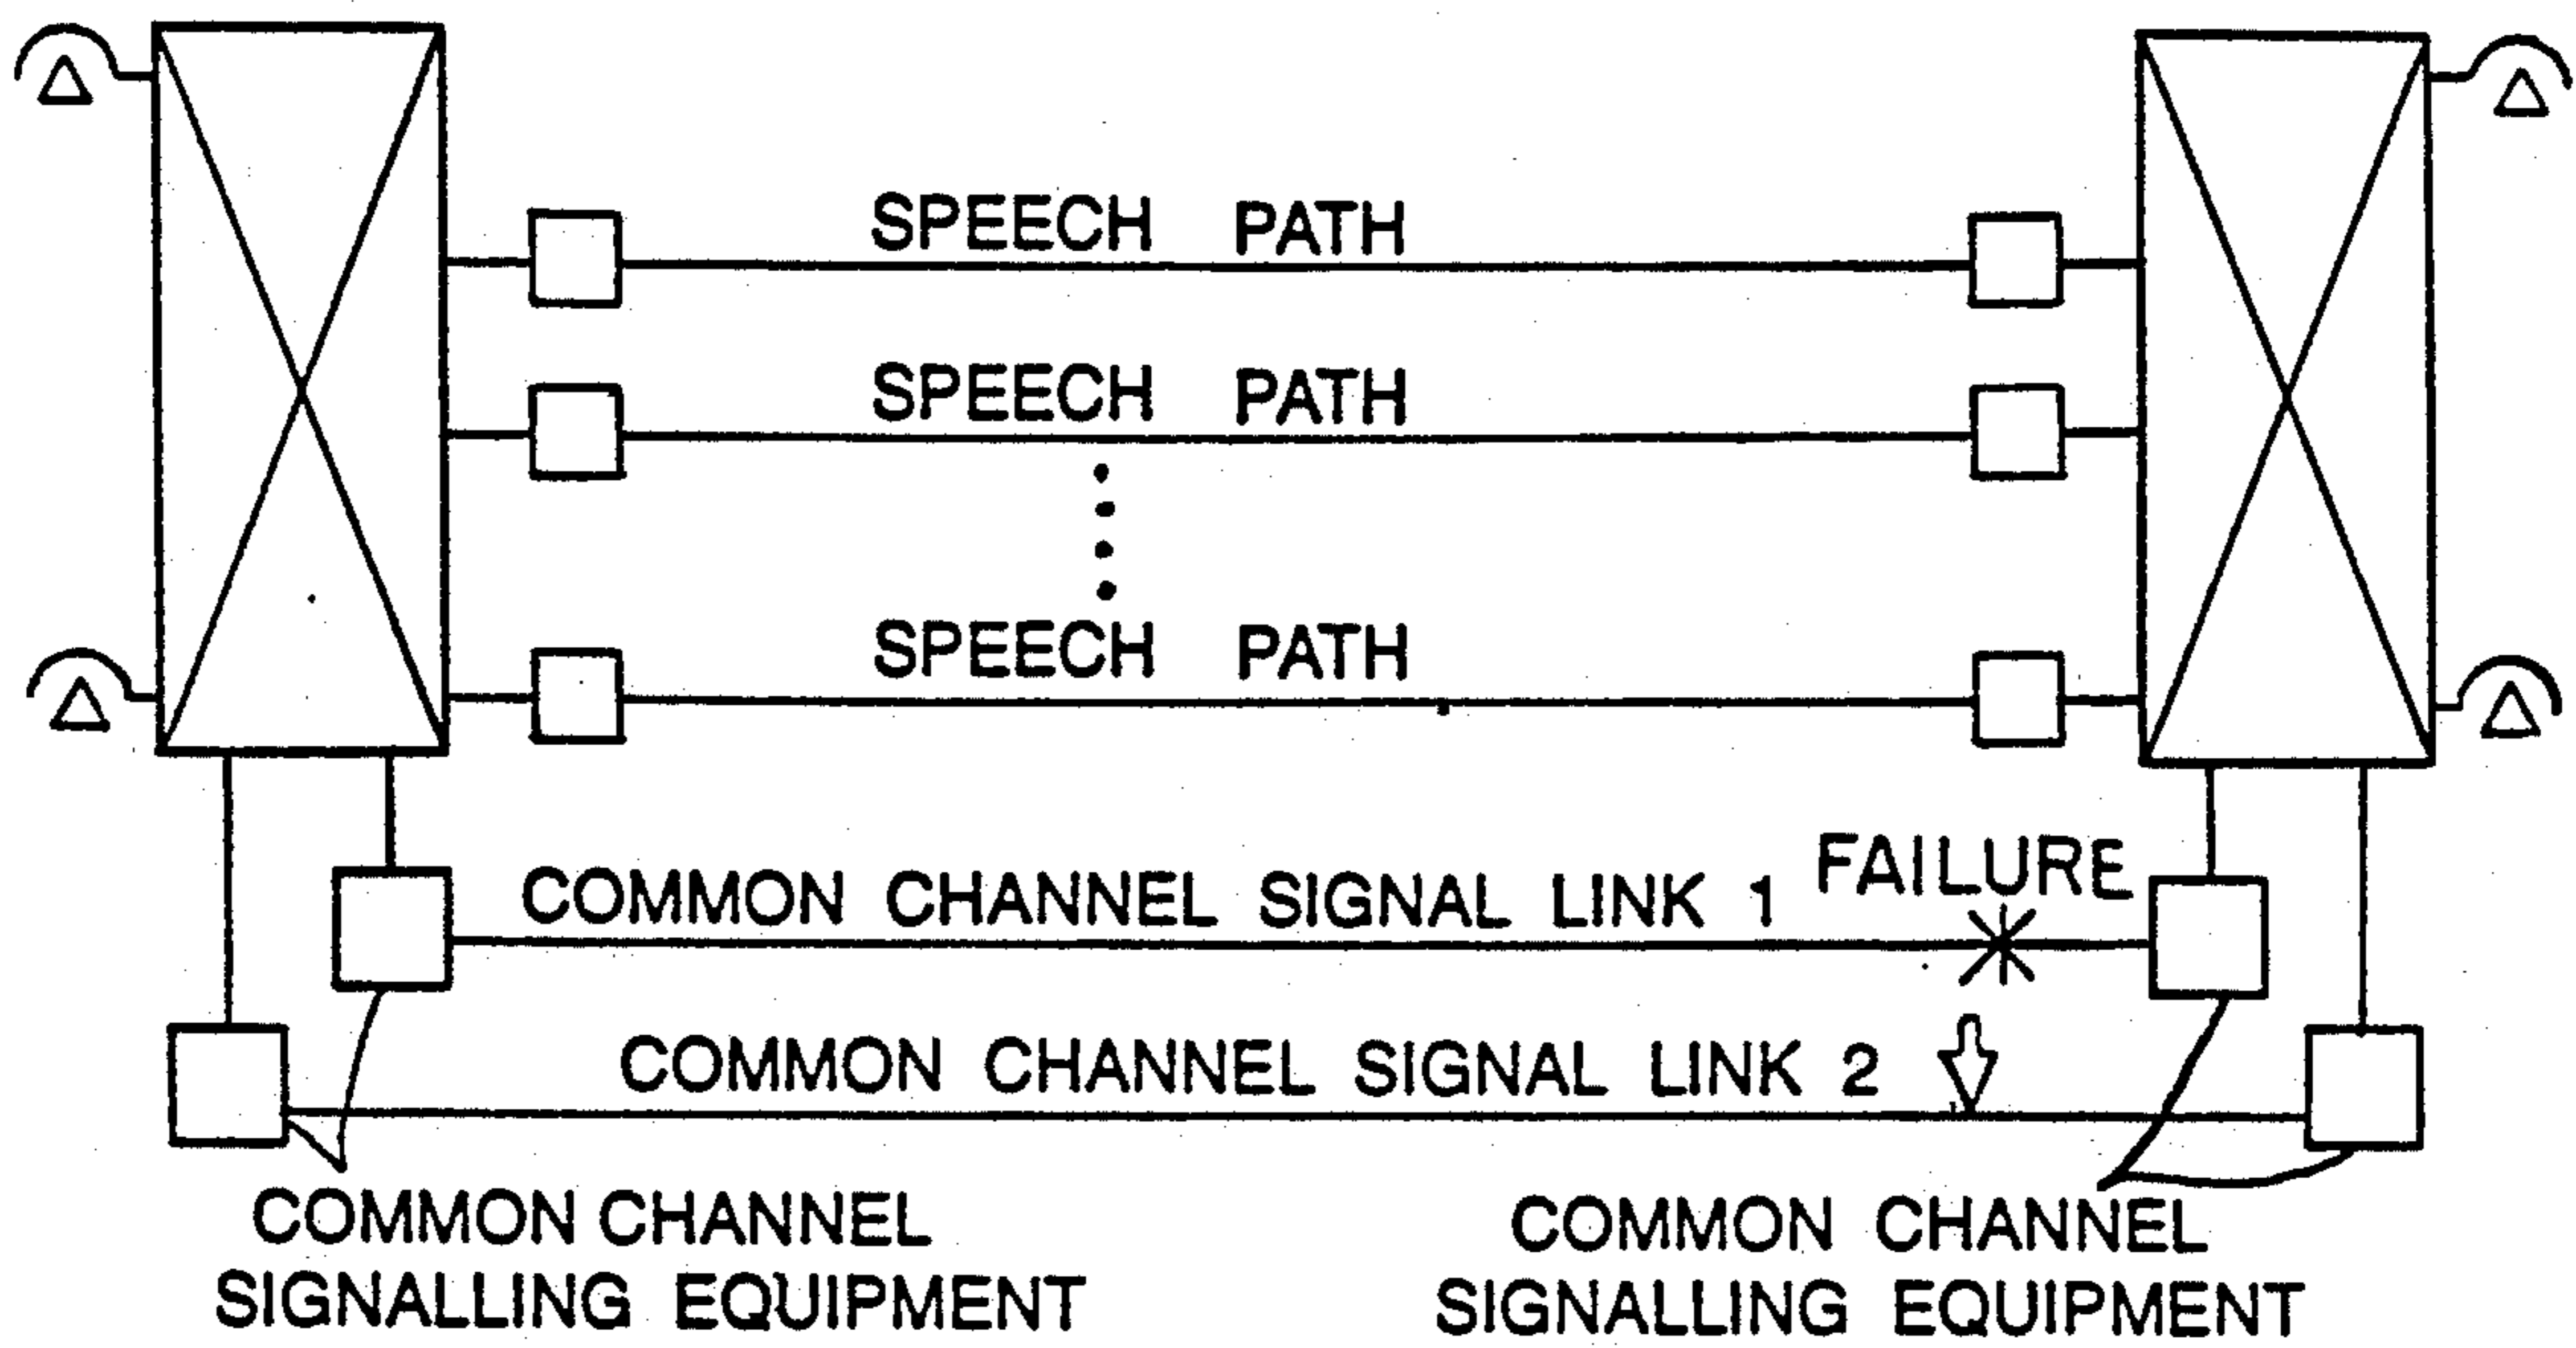 SPEECH PATH
SPEECH PATH
SPEECH PATH
COMMON CHANNEL SIGNAL LINK 1
FAILURE
COMMON CHANNEL SIGNAL LINK 2
COMMON CHANNEL
SIGNALLING EQUIPMENT
COMMON CHANNEL
SIGNALLING EQUIPMENT